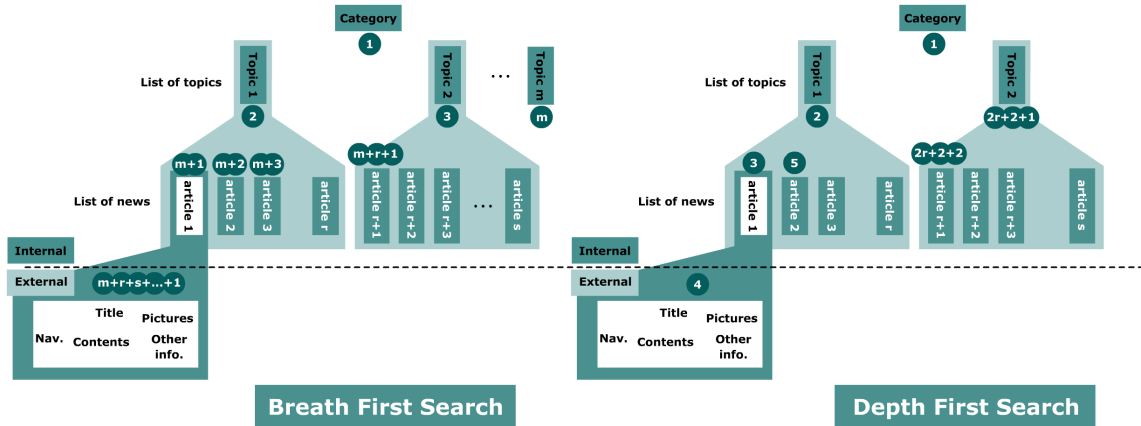 Category
1
List of topics
Topic 1
2
Topic 2
3
...
Topic m
m
List of news
m+1
m+2
m+3
article 1
article 2
article 3
article r
m+r+1
article r+1
article r+2
article r+3
...
article s
Internal
External
m+r+s+...+1
Title
Pictures
Nav.
Contents
Other
info.
Breath First Search
Category
1
List of topics
Topic 1
2
Topic 2
2r+2+1
List of news
3
5
article 1
article 2
article 3
article r
2r+2+2
article r+1
article r+2
article r+3
article s
Internal
External
4
Title
Pictures
Nav.
Contents
Other
info.
Depth First Search